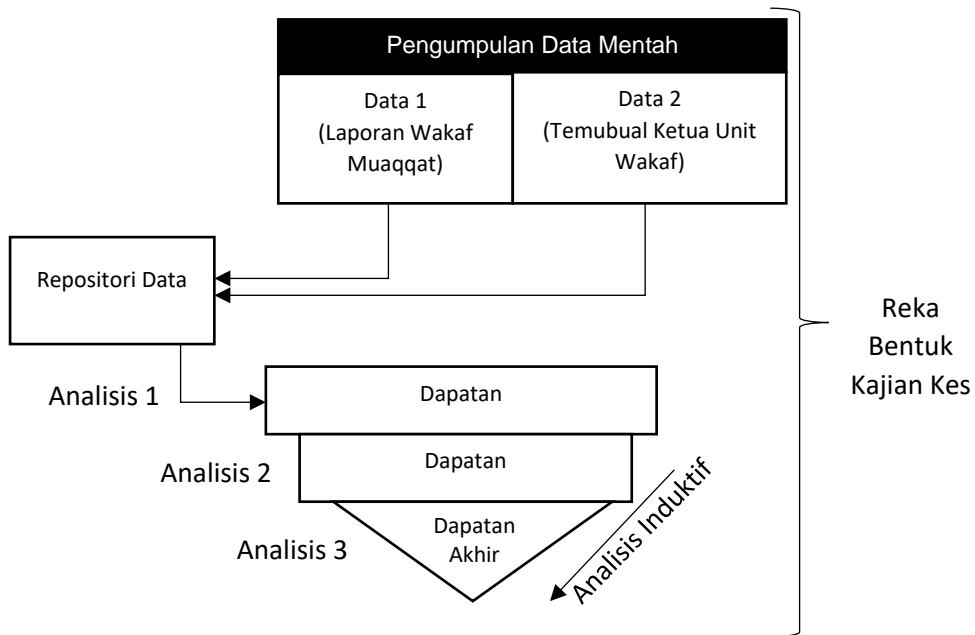 Pengumpulan Data Mentah
Data 1
(Laporan Wakaf
Muaqqat)
Data 2
(Temubual Ketua Unit
Wakaf)
Repositori Data
Reka
Bentuk
Kajian Kes
Analisis 1
Dapatan
Analisis 2
Dapatan
Analisis 3
Dapatan
Akhir
Analisis Induktif